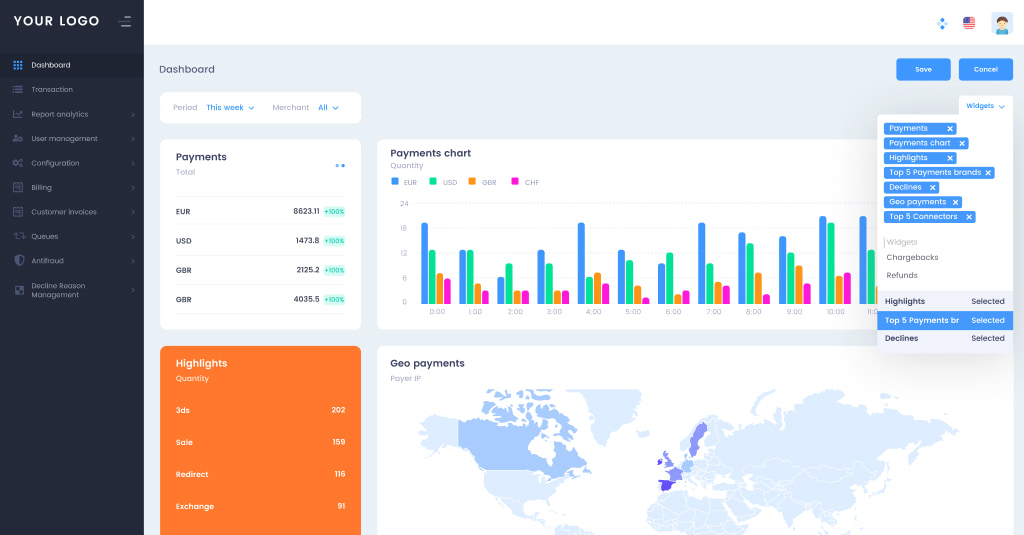 YOUR LOGO
Dashboard
Transaction
Report analytics
User management
Configuration
Billing
Customer Invoices
Queues
Antifraud
Decline Reason
Management
Dashboard
Save
Cancel
Period This week Merchant All
Widgets
Payments
Payments chart
Highlights
Top 5 Payments brands
Declines
Geo payments
Top 5 Connectors
Widgets
Chargebacks
Refunds
Highlights Selected
Top 5 Payments br Selected
Declines Selected
Payments
Total
EUR 8623.11 +100%
USD 1473.8 +100%
GBR 2125.2 +100%
GBR 4035.5 +100%
Payments chart
Quantity
EUR USD GBR CHF
24
18
12
6
0
0:00 1:00 2:00 3:00 4:00 5:00 6:00 7:00 8:00 9:00 10:00 11:0
Highlights
Quantity
3ds 202
Sale 159
Redirect 116
Exchange 91
Geo payments
Payer IP